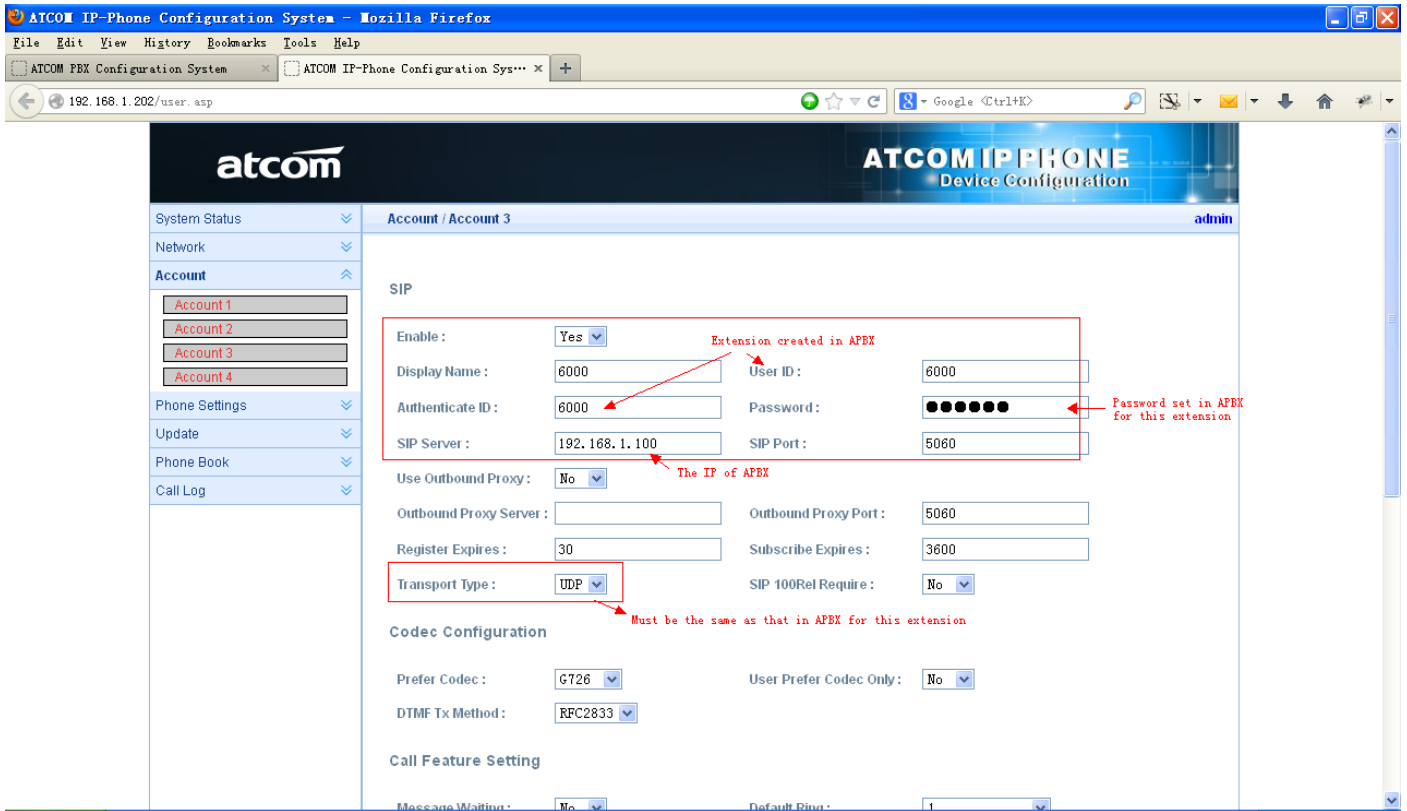 ATCOM IP-Phone Configuration System - Mozilla Firefox
File Edit View History Bookmarks Tools Help
ATCOM PBX Configuration System × ATCOM IP-Phone Configuration Sys··· × +
192.168.1.202/user.asp 8 - Google <Ctrl+K>
atcom
ATCOM IP PHONE
Device Configuration
System Status
Account / Account 3 admin
Network
Account
Account 1
Account 2
Account 3
Account 4
Phone Settings
Update
Phone Book
Call Log
SIP
Enable : Yes
Extension created in APBX
Display Name : 6000 User ID : 6000
Authenticate ID : 6000 Password : ●●●●●●
Password set in APBX
for this extension
SIP Server : 192.168.1.100 SIP Port : 5060
The IP of APBX
Use Outbound Proxy : No
Outbound Proxy Server : Outbound Proxy Port : 5060
Register Expires : 30 Subscribe Expires : 3600
Transport Type : UDP SIP 100Rel Require : No
Must be the same as that in APBX for this extension
Codec Configuration
Prefer Codec : G726 User Prefer Codec Only : No
DTMF Tx Method : RFC2833
Call Feature Setting
Message Waiting : No Default Ring : 1